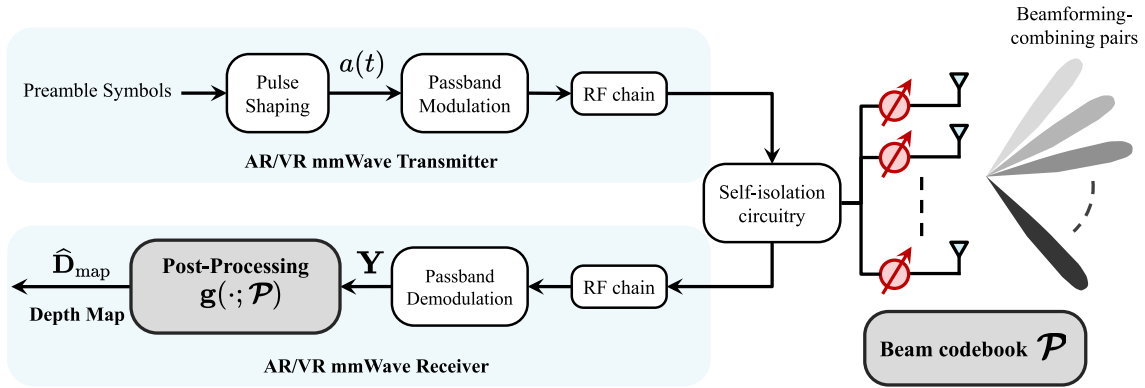 Beamforming-
combining pairs
Preamble Symbols
Pulse
Shaping
a(t)
Passband
Modulation
RF chain
AR/VR mmWave Transmitter
Self-isolation
circuitry
D̂_map
Depth Map
Post-Processing
g(·; 𝓟)
Y
Passband
Demodulation
RF chain
AR/VR mmWave Receiver
Beam codebook 𝓟